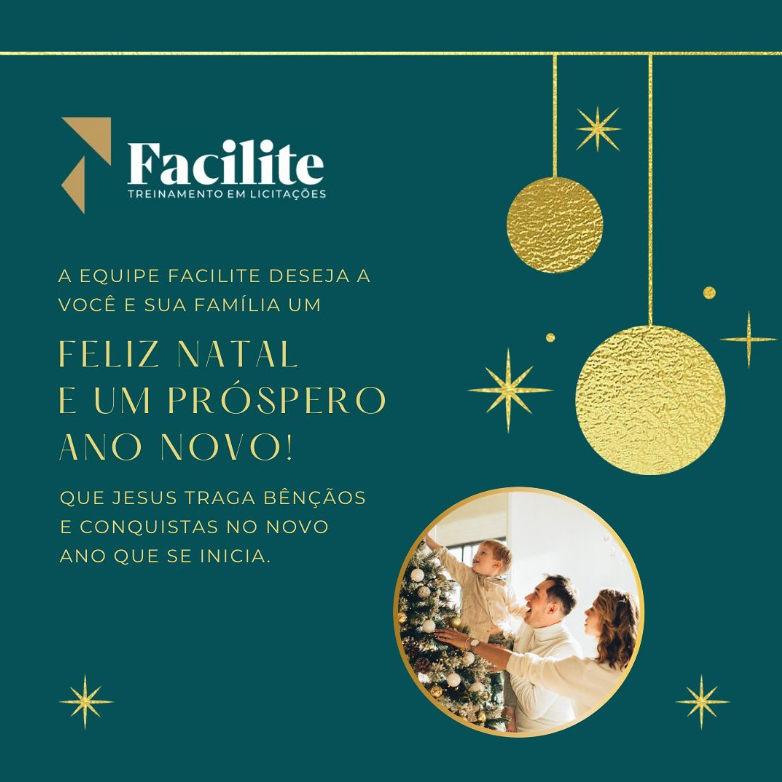 Facilite
TREINAMENTO EM LICITAÇÕES
A EQUIPE FACILITE DESEJA A
VOCÊ E SUA FAMÍLIA UM
FELIZ NATAL
E UM PRÓSPERO
ANO NOVO!
QUE JESUS TRAGA BÊNÇÃOS
E CONQUISTAS NO NOVO
ANO QUE SE INICIA.